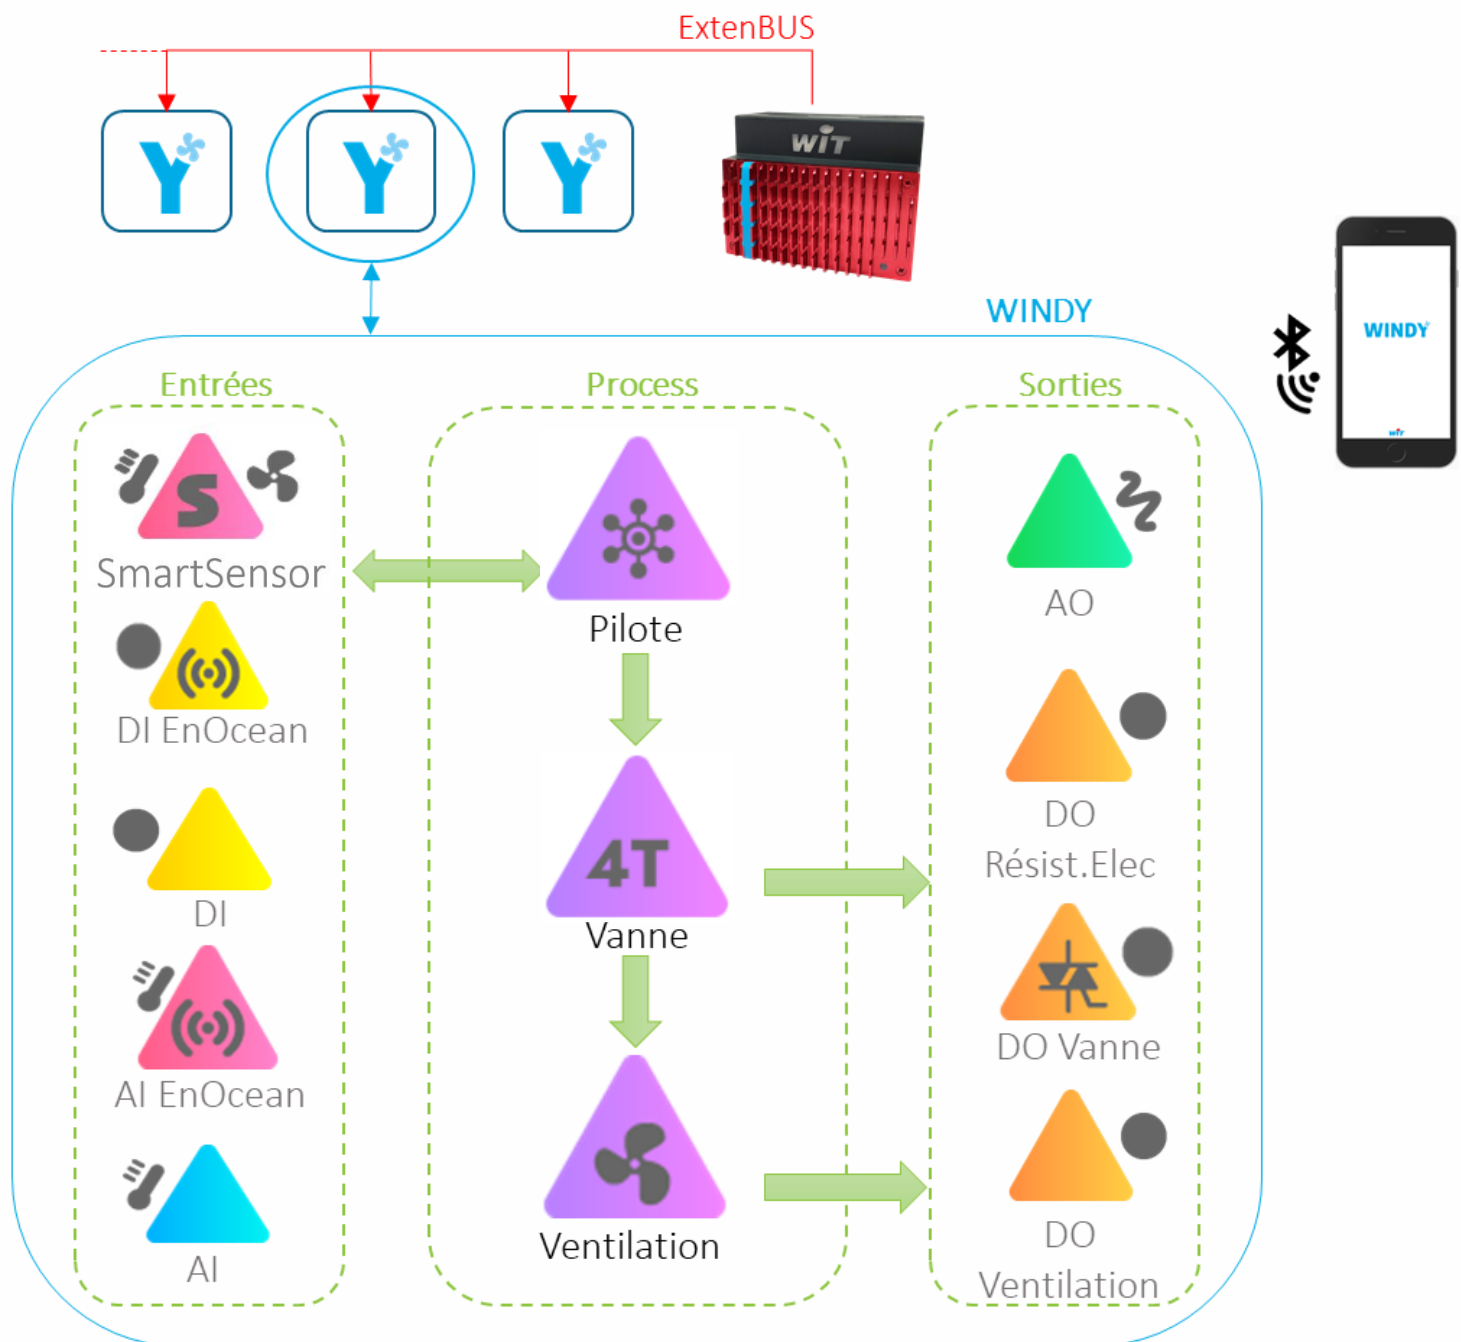 ExtenBUS
WiT
Y
Y
Y
WINDY
WINDY
WiT
Entrées
Process
Sorties
S
SmartSensor
Pilote
AO
DI EnOcean
4T
DO
Résist.Elec
DI
Vanne
DO Vanne
AI EnOcean
Ventilation
DO
Ventilation
AI